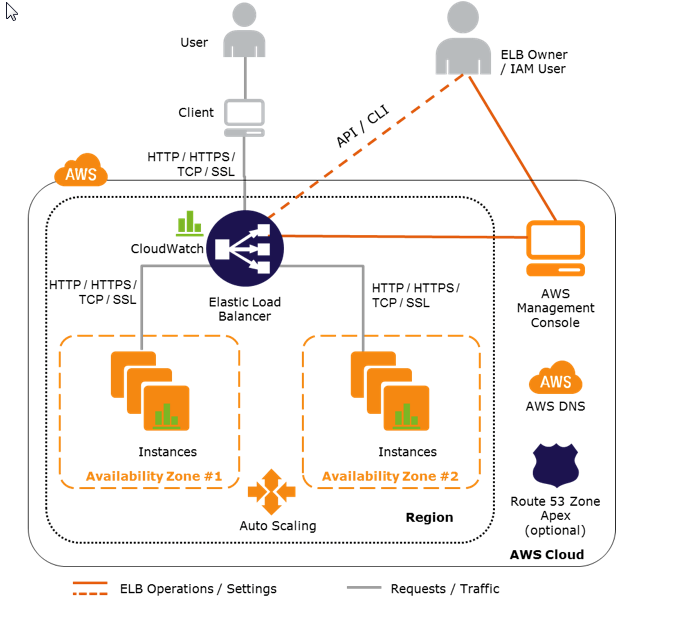 User
ELB Owner
/ IAM User
Client
API / CLI
HTTP / HTTPS /
TCP / SSL
AWS
CloudWatch
Elastic Load
Balancer
HTTP / HTTPS /
TCP / SSL
HTTP / HTTPS /
TCP / SSL
AWS
Management
Console
AWS
AWS DNS
Instances
Availability Zone #1
Instances
Availability Zone #2
Auto Scaling
Region
Route 53 Zone
Apex
(optional)
AWS Cloud
ELB Operations / Settings
Requests / Traffic